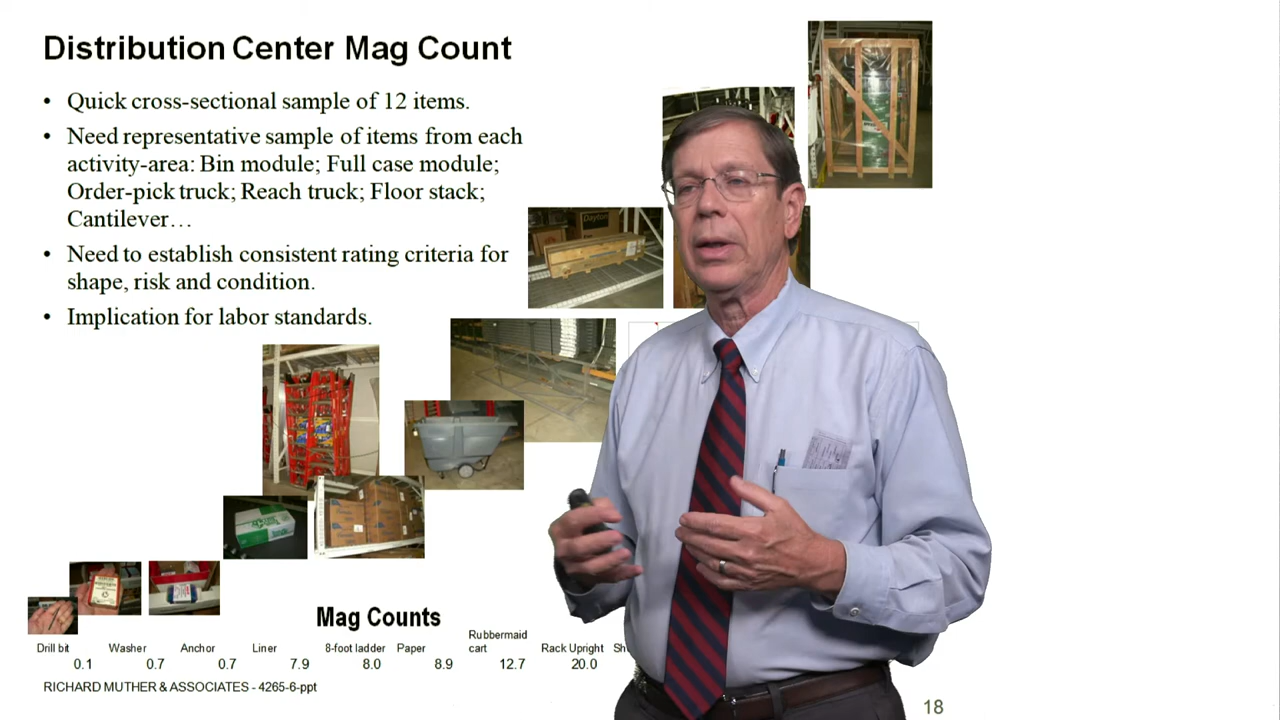 Distribution Center Mag Count
• Quick cross-sectional sample of 12 items.
• Need representative sample of items from each
activity-area: Bin module; Full case module;
Order-pick truck; Reach truck; Floor stack;
Cantilever…
• Need to establish consistent rating criteria for
shape, risk and condition.
• Implication for labor standards.
Dayton
Mag Counts
Drill bit Washer Anchor Liner 8-foot ladder Paper Rubbermaid cart Rack Upright Sh
0.1 0.7 0.7 7.9 8.0 8.9 12.7 20.0
RICHARD MUTHER & ASSOCIATES - 4265-6-ppt
18